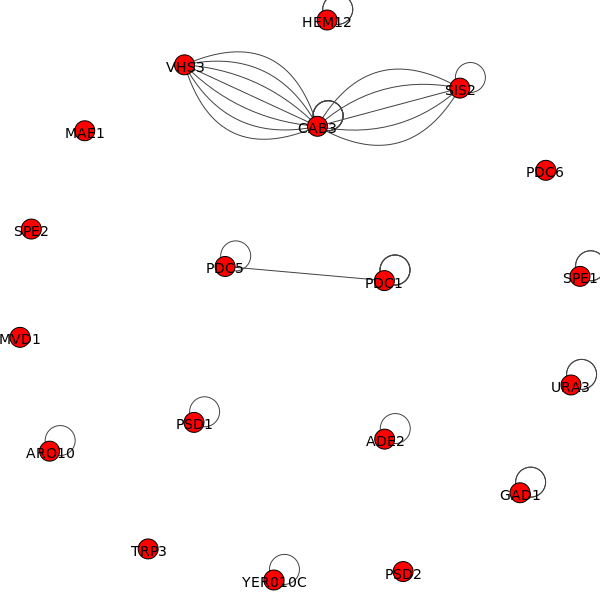 HEM12
VHS3
SIS2
CAB3
MAE1
PDC6
SPE2
PDC5
PDC1
SPE1
MVD1
URA3
PSD1
ADE2
ARO10
GAD1
TRP3
YER010C
PSD2